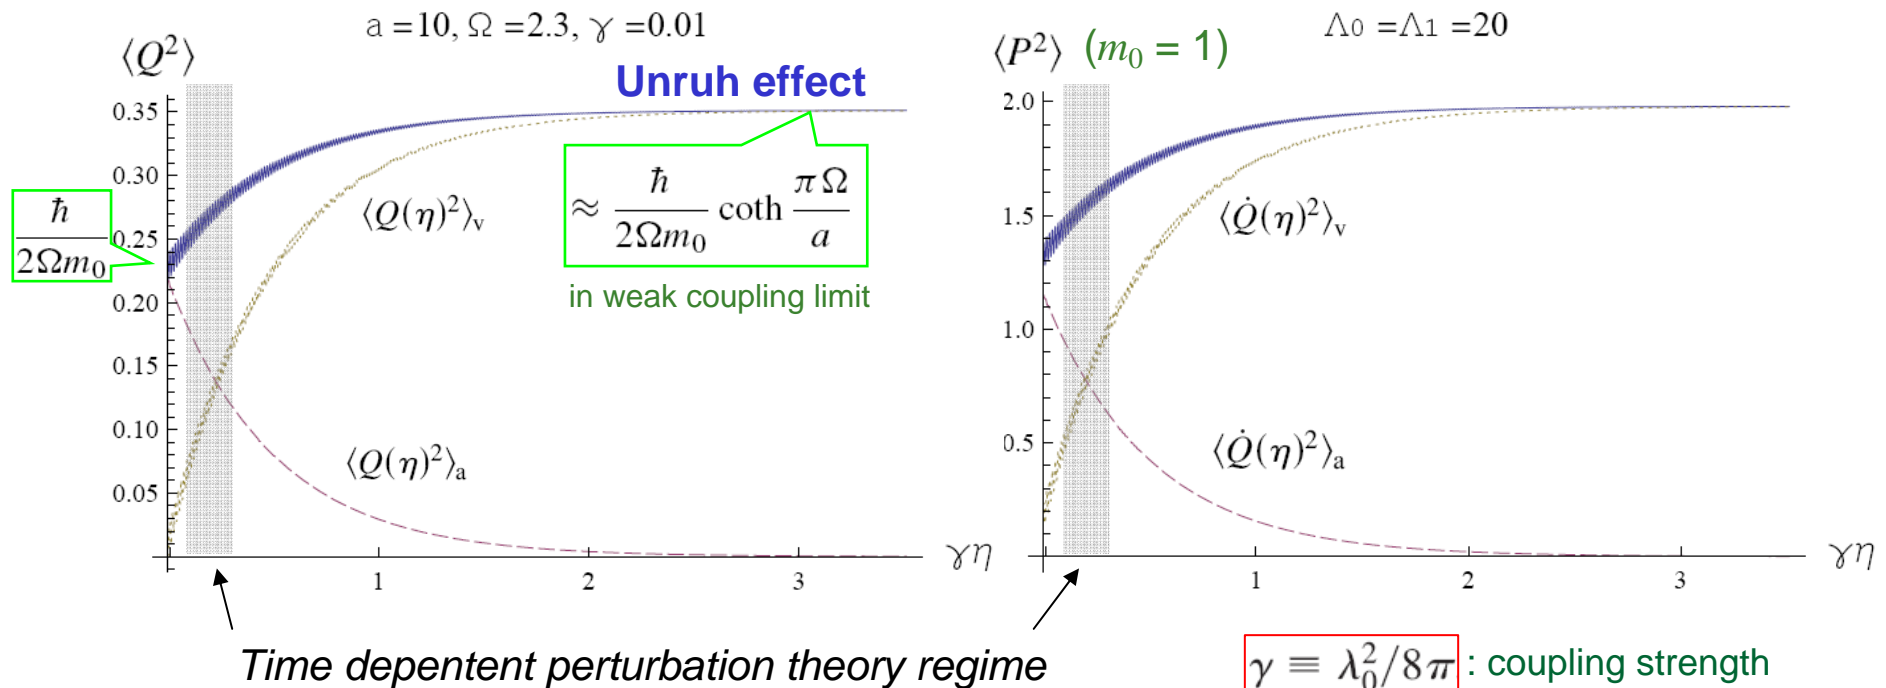 a =10, Ω =2.3, γ =0.01
Λ0 =Λ1 =20
⟨Q²⟩
Unruh effect
⟨P²⟩ (m₀ = 1)
0.35
0.30
0.25
0.20
0.15
0.10
0.05
ħ / 2Ωm₀
⟨Q(η)²⟩ᵥ
≈ ħ / 2Ωm₀ coth πΩ / a
in weak coupling limit
⟨Q(η)²⟩ₐ
1 2 3
γη
2.0
1.5
1.0
0.5
⟨Q̇(η)²⟩ᵥ
⟨Q̇(η)²⟩ₐ
1 2 3
γη
Time depentent perturbation theory regime
γ ≡ λ₀²/8π : coupling strength